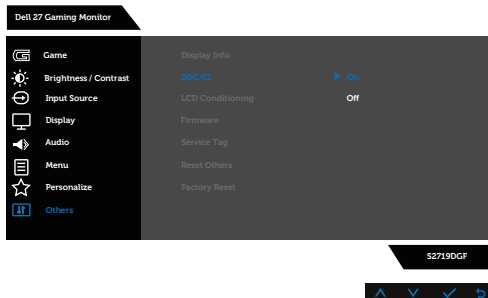 Dell 27 Gaming Monitor
Game
Display Info
Brightness / Contrast
DDC/CI
On
Input Source
LCD Conditioning
Off
Display
Firmware
Audio
Service Tag
Menu
Reset Others
Personalize
Factory Reset
Others
S2719DGF